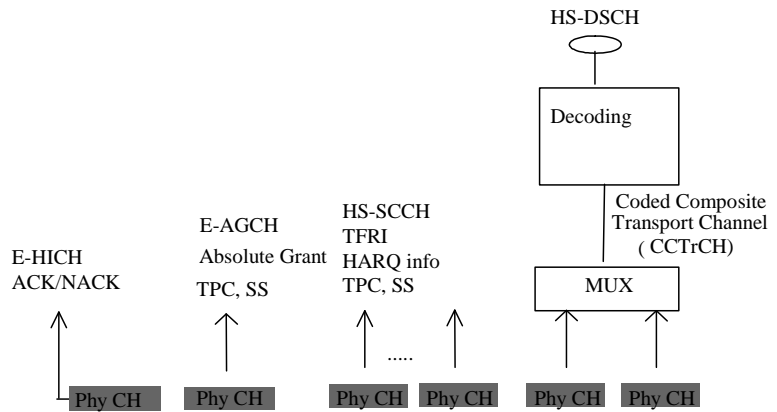 HS-DSCH
Decoding
Coded Composite
Transport Channel
( CCTrCH)
MUX
HS-SCCH
TFRI
HARQ info
TPC, SS
E-AGCH
Absolute Grant
TPC, SS
E-HICH
ACK/NACK
.....
Phy CH
Phy CH
Phy CH
Phy CH
Phy CH
Phy CH